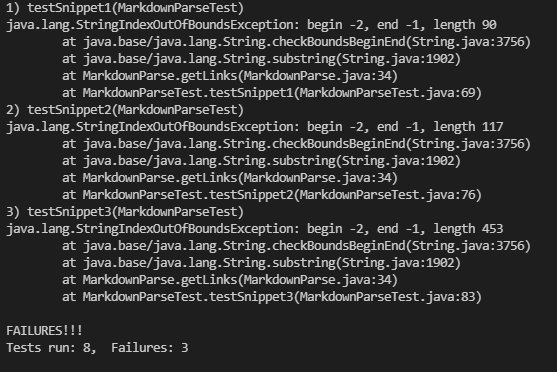 1) testSnippet1(MarkdownParseTest)
java.lang.StringIndexOutOfBoundsException: begin -2, end -1, length 90
        at java.base/java.lang.String.checkBoundsBeginEnd(String.java:3756)
        at java.base/java.lang.String.substring(String.java:1902)
        at MarkdownParse.getLinks(MarkdownParse.java:34)
        at MarkdownParseTest.testSnippet1(MarkdownParseTest.java:69)
2) testSnippet2(MarkdownParseTest)
java.lang.StringIndexOutOfBoundsException: begin -2, end -1, length 117
        at java.base/java.lang.String.checkBoundsBeginEnd(String.java:3756)
        at java.base/java.lang.String.substring(String.java:1902)
        at MarkdownParse.getLinks(MarkdownParse.java:34)
        at MarkdownParseTest.testSnippet2(MarkdownParseTest.java:76)
3) testSnippet3(MarkdownParseTest)
java.lang.StringIndexOutOfBoundsException: begin -2, end -1, length 453
        at java.base/java.lang.String.checkBoundsBeginEnd(String.java:3756)
        at java.base/java.lang.String.substring(String.java:1902)
        at MarkdownParse.getLinks(MarkdownParse.java:34)
        at MarkdownParseTest.testSnippet3(MarkdownParseTest.java:83)

FAILURES!!!
Tests run: 8,  Failures: 3